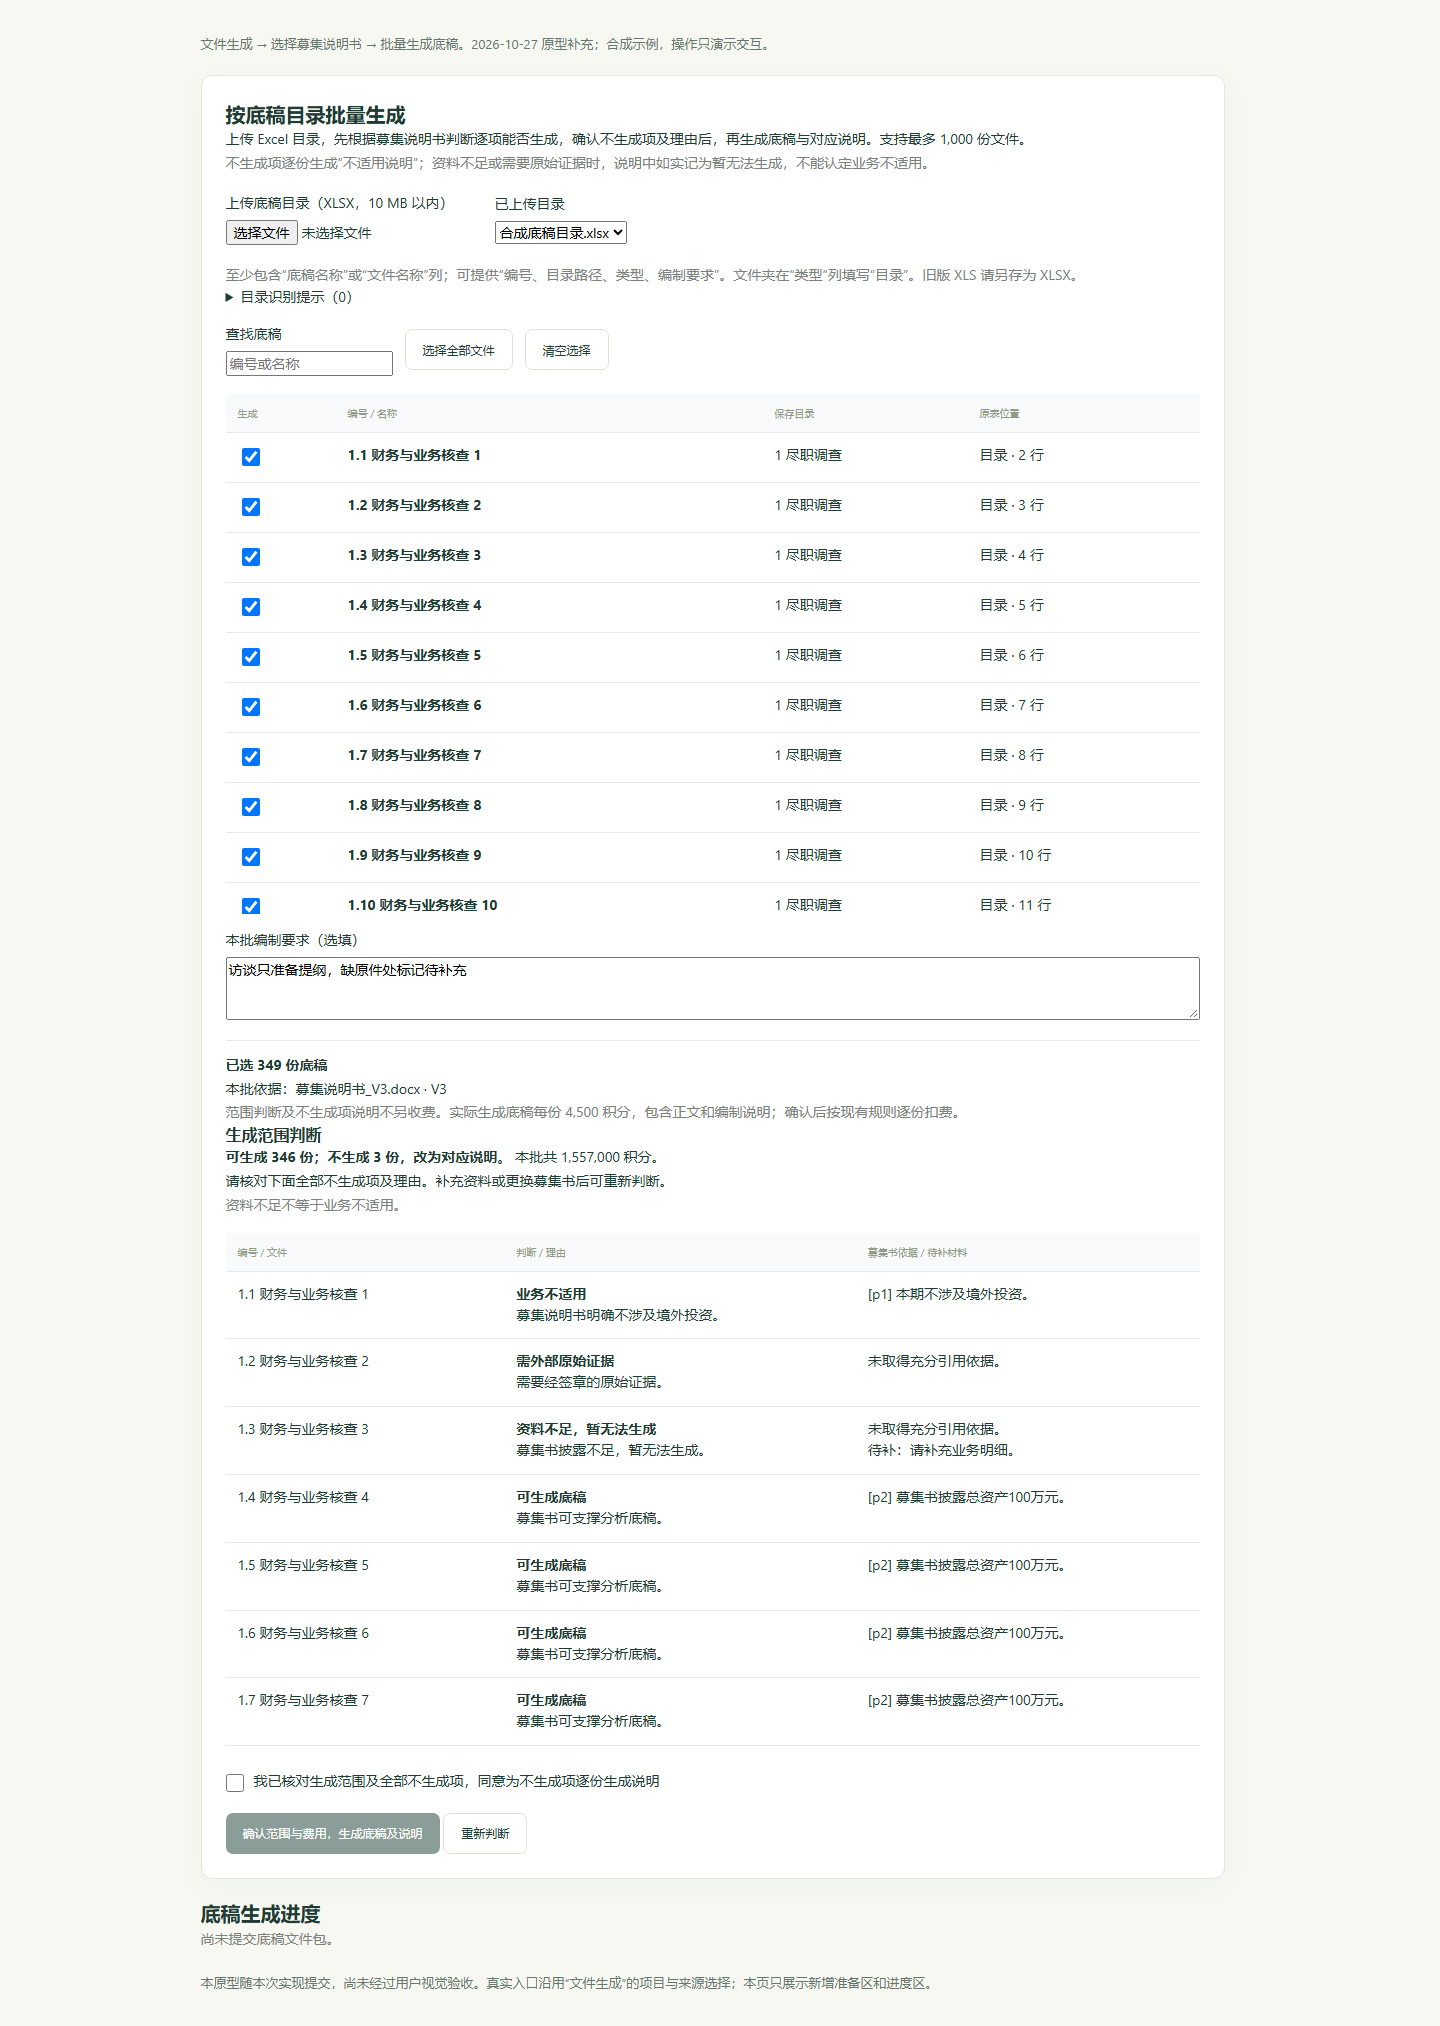 文件生成 → 选择募集说明书 → 批量生成底稿。2026-10-27 原型补充；合成示例，操作只演示交互。
按底稿目录批量生成
上传 Excel 目录，先根据募集说明书判断逐项能否生成，确认不生成项及理由后，再生成底稿与对应说明。支持最多 1,000 份文件。
不生成项逐份生成“不适用说明”；资料不足或需要原始证据时，说明中如实记为暂无法生成，不能认定业务不适用。
上传底稿目录（XLSX，10 MB 以内）
已上传目录
选择文件 未选择文件
合成底稿目录.xlsx
至少包含“底稿名称”或“文件名称”列；可提供“编号、目录路径、类型、编制要求”。文件夹在“类型”列填写“目录”。旧版 XLS 请另存为 XLSX。
▶ 目录识别提示（0）
查找底稿
编号或名称
选择全部文件
清空选择
生成 编号 / 名称 保存目录 原表位置
1.1 财务与业务核查 1 1 尽职调查 目录 · 2 行
1.2 财务与业务核查 2 1 尽职调查 目录 · 3 行
1.3 财务与业务核查 3 1 尽职调查 目录 · 4 行
1.4 财务与业务核查 4 1 尽职调查 目录 · 5 行
1.5 财务与业务核查 5 1 尽职调查 目录 · 6 行
1.6 财务与业务核查 6 1 尽职调查 目录 · 7 行
1.7 财务与业务核查 7 1 尽职调查 目录 · 8 行
1.8 财务与业务核查 8 1 尽职调查 目录 · 9 行
1.9 财务与业务核查 9 1 尽职调查 目录 · 10 行
1.10 财务与业务核查 10 1 尽职调查 目录 · 11 行
本批编制要求（选填）
访谈只准备提纲，缺原件处标记待补充
已选 349 份底稿
本批依据：募集说明书_V3.docx · V3
范围判断及不生成项说明不另收费。实际生成底稿每份 4,500 积分，包含正文和编制说明；确认后按现有规则逐份扣费。
生成范围判断
可生成 346 份；不生成 3 份，改为对应说明。 本批共 1,557,000 积分。
请核对下面全部不生成项及理由。补充资料或更换募集书后可重新判断。
资料不足不等于业务不适用。
编号 / 文件 判断 / 理由 募集书依据 / 待补材料
1.1 财务与业务核查 1 业务不适用 [p1] 本期不涉及境外投资。
募集说明书明确不涉及境外投资。
1.2 财务与业务核查 2 需外部原始证据 未取得充分引用依据。
需要经签章的原始证据。
1.3 财务与业务核查 3 资料不足，暂无法生成 未取得充分引用依据。
募集书披露不足，暂无法生成。 待补：请补充业务明细。
1.4 财务与业务核查 4 可生成底稿 [p2] 募集书披露总资产100万元。
募集书可支撑分析底稿。
1.5 财务与业务核查 5 可生成底稿 [p2] 募集书披露总资产100万元。
募集书可支撑分析底稿。
1.6 财务与业务核查 6 可生成底稿 [p2] 募集书披露总资产100万元。
募集书可支撑分析底稿。
1.7 财务与业务核查 7 可生成底稿 [p2] 募集书披露总资产100万元。
募集书可支撑分析底稿。
我已核对生成范围及全部不生成项，同意为不生成项逐份生成说明
确认范围与费用，生成底稿及说明
重新判断
底稿生成进度
尚未提交底稿文件包。
本原型随本次实现提交，尚未经过用户视觉验收。真实入口沿用“文件生成”的项目与来源选择；本页只展示新增准备区和进度区。